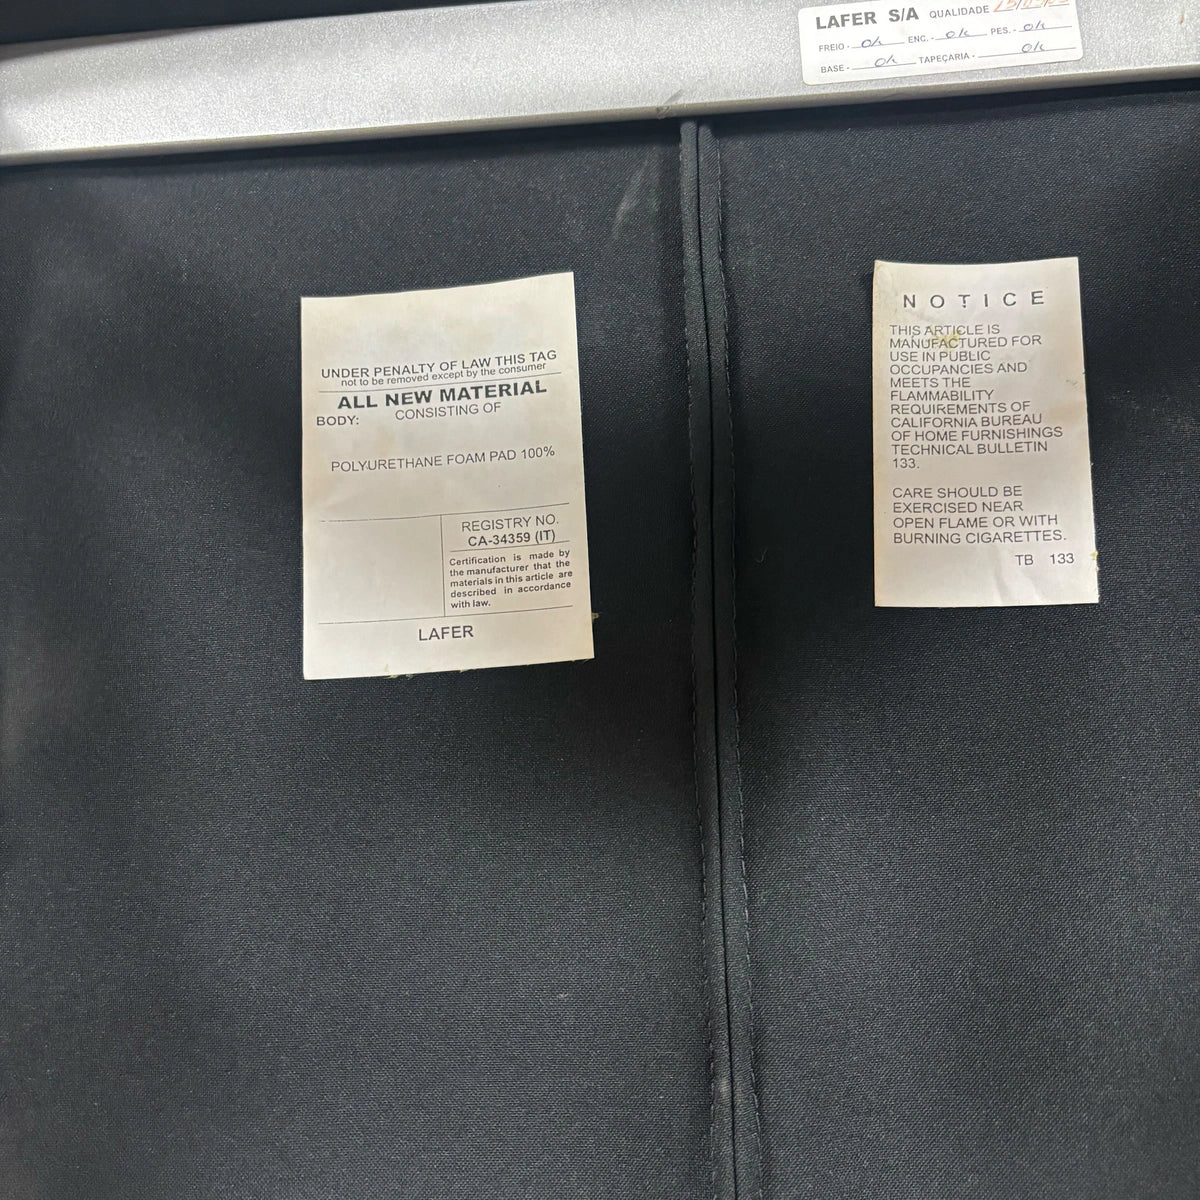 LAFER S/A QUALIDADE
FREIO - Ok ENC. - Ok PES. - Ok
BASE - Ok TAPEÇARIA - Ok
UNDER PENALTY OF LAW THIS TAG
not to be removed except by the consumer
ALL NEW MATERIAL
BODY: CONSISTING OF
POLYURETHANE FOAM PAD 100%
REGISTRY NO.
CA-34359 (IT)
Certification is made by
the manufacturer that the
materials in this article are
described in accordance
with law.
LAFER
NOTICE
THIS ARTICLE IS
MANUFACTURED FOR
USE IN PUBLIC
OCCUPANCIES AND
MEETS THE
FLAMMABILITY
REQUIREMENTS OF
CALIFORNIA BUREAU
OF HOME FURNISHINGS
TECHNICAL BULLETIN
133.
CARE SHOULD BE
EXERCISED NEAR
OPEN FLAME OR WITH
BURNING CIGARETTES.
TB 133